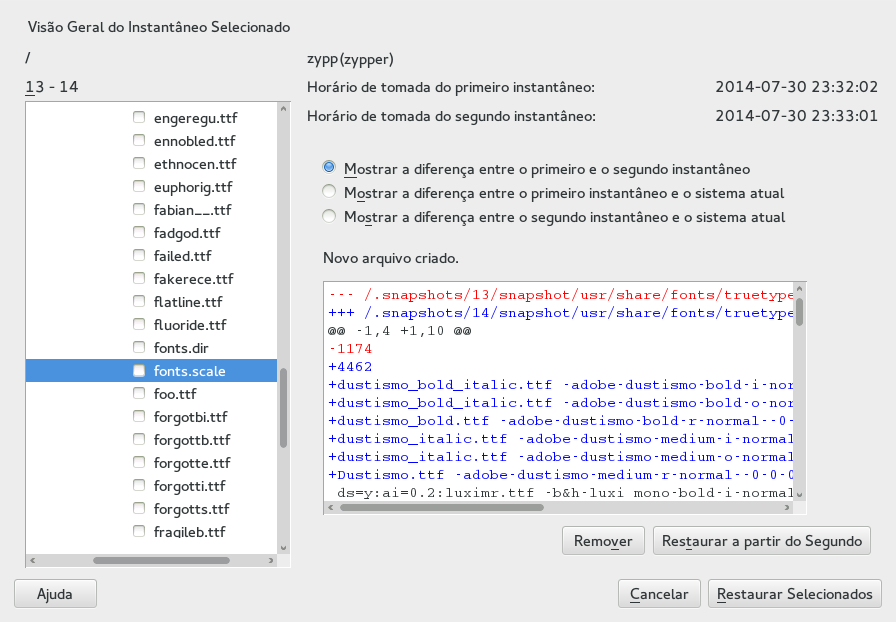 Visão Geral do Instantâneo Selecionado
/
13 - 14
engeregu.ttf
ennobled.ttf
ethnocen.ttf
euphorig.ttf
fabian__.ttf
fadgod.ttf
failed.ttf
fakerece.ttf
flatline.ttf
fluoride.ttf
fonts.dir
fonts.scale
foo.ttf
forgotbi.ttf
forgottb.ttf
forgotte.ttf
forgotti.ttf
forgotts.ttf
fragileb.ttf
zypp (zypper)
Horário de tomada do primeiro instantâneo: 2014-07-30 23:32:02
Horário de tomada do segundo instantâneo: 2014-07-30 23:33:01
Mostrar a diferença entre o primeiro e o segundo instantâneo
Mostrar a diferença entre o primeiro instantâneo e o sistema atual
Mostrar a diferença entre o segundo instantâneo e o sistema atual
Novo arquivo criado.
--- /.snapshots/13/snapshot/usr/share/fonts/truetype
+++ /.snapshots/14/snapshot/usr/share/fonts/truetype
@@ -1,4 +1,10 @@
-1174
+4462
+dustismo_bold_italic.ttf -adobe-dustismo-bold-i-nor
+dustismo_bold_italic.ttf -adobe-dustismo-bold-o-nor
+dustismo_bold.ttf -adobe-dustismo-bold-r-normal--0-
+dustismo_italic.ttf -adobe-dustismo-medium-i-normal
+dustismo_italic.ttf -adobe-dustismo-medium-o-normal
+Dustismo.ttf -adobe-dustismo-medium-r-normal--0-0-0
ds=y:ai=0.2:luximr.ttf -b&h-luxi mono-bold-i-normal
Remover
Restaurar a partir do Segundo
Ajuda
Cancelar
Restaurar Selecionados